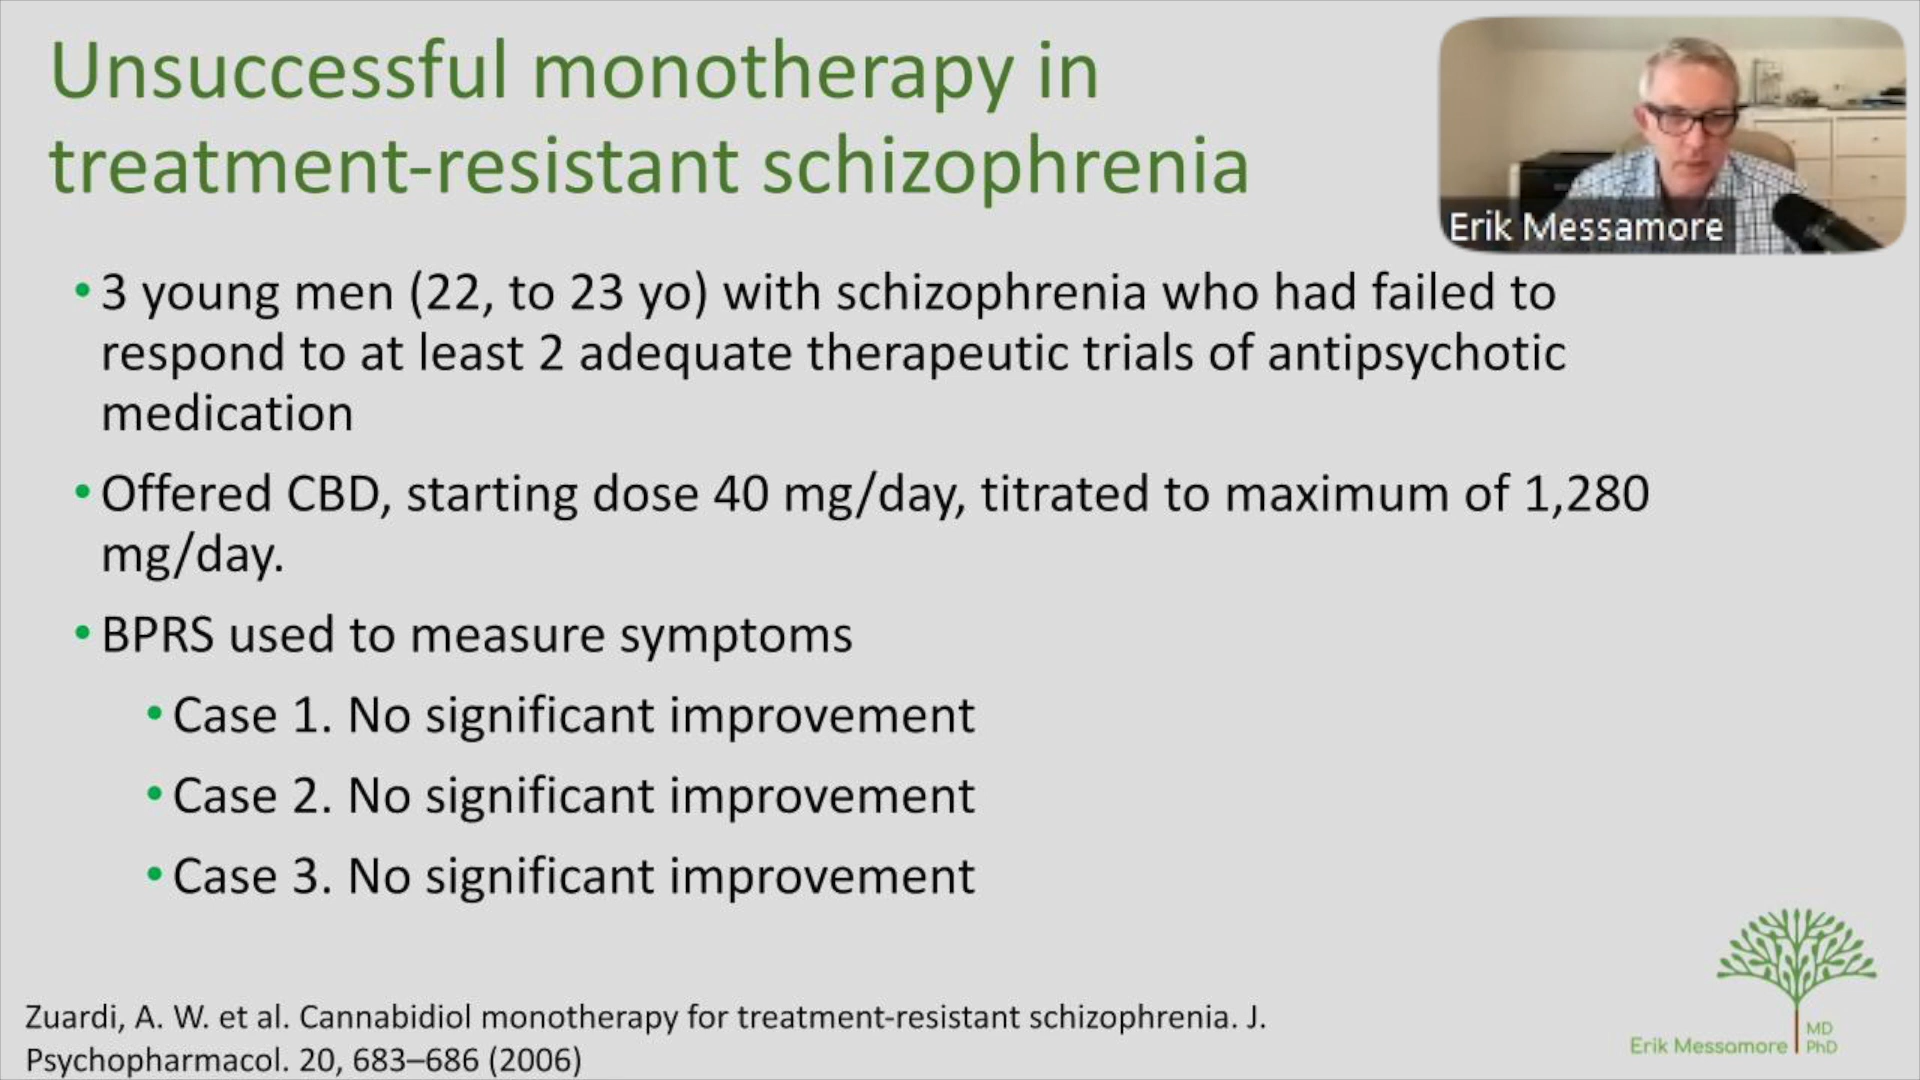 Unsuccessful monotherapy in
treatment-resistant schizophrenia
Erik Messamore
• 3 young men (22, to 23 yo) with schizophrenia who had failed to
respond to at least 2 adequate therapeutic trials of antipsychotic
medication
• Offered CBD, starting dose 40 mg/day, titrated to maximum of 1,280
mg/day.
• BPRS used to measure symptoms
• Case 1. No significant improvement
• Case 2. No significant improvement
• Case 3. No significant improvement
Zuardi, A. W. et al. Cannabidiol monotherapy for treatment-resistant schizophrenia. J.
Psychopharmacol. 20, 683–686 (2006)
Erik Messamore
MD
PhD